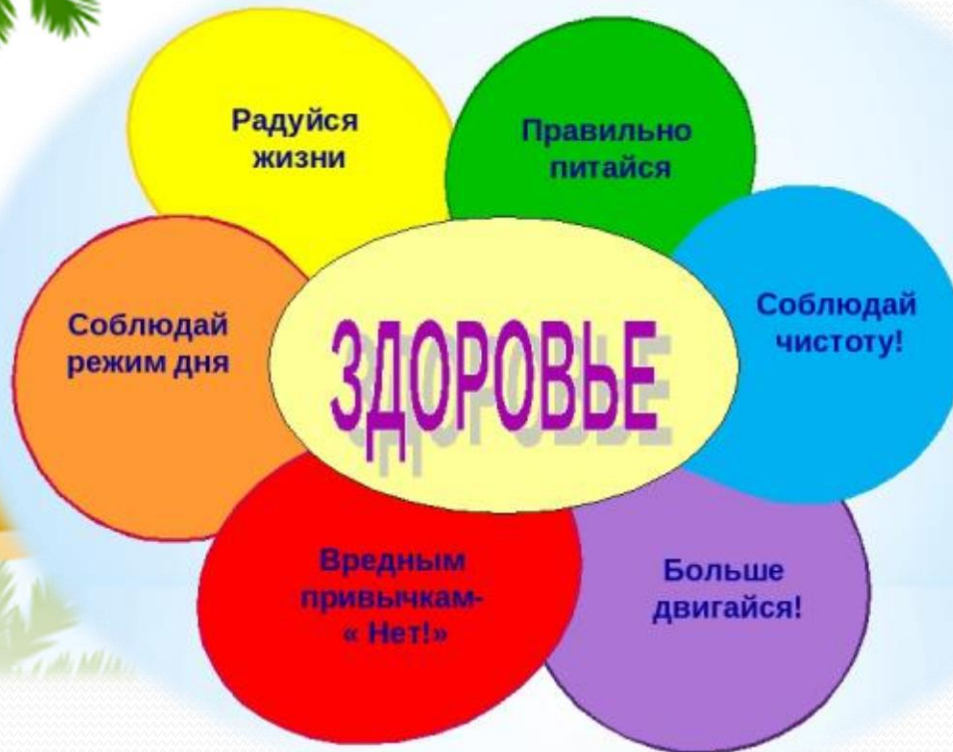 Радуйся
жизни
Правильно
питайся
Соблюдай
чистоту!
Соблюдай
режим дня
ЗДОРОВЬЕ
Вредным
привычкам-
« Нет!»
Больше
двигайся!